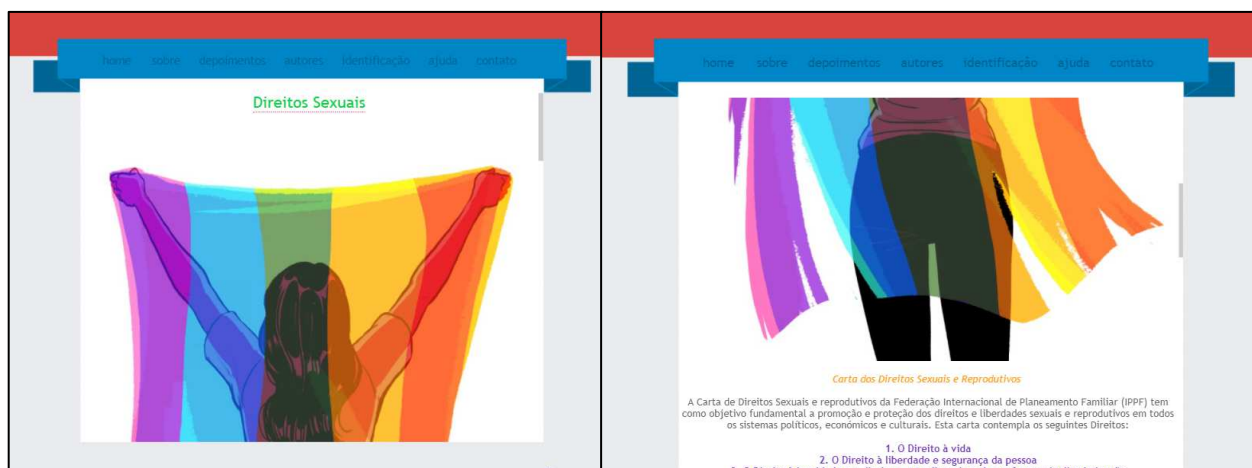 home sobre depoimentos autores identificação ajuda contato
Direitos Sexuais
home sobre depoimentos autores identificação ajuda contato
Carta dos Direitos Sexuais e Reprodutivos
A Carta de Direitos Sexuais e reprodutivos da Federação Internacional de Planeamento Familiar (IPPF) tem
como objetivo fundamental a promoção e proteção dos direitos e liberdades sexuais e reprodutivos em todos
os sistemas políticos, económicos e culturais. Esta carta contempla os seguintes Direitos:
1. O Direito à vida
2. O Direito à liberdade e segurança da pessoa